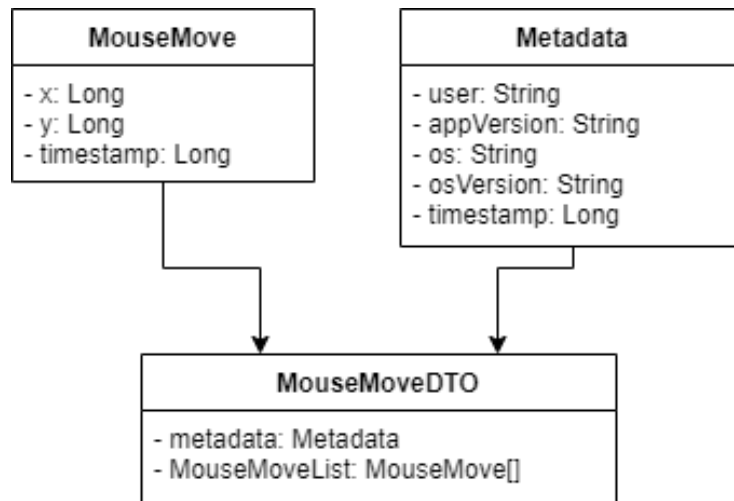 MouseMove
- x: Long
- y: Long
- timestamp: Long
Metadata
- user: String
- appVersion: String
- os: String
- osVersion: String
- timestamp: Long
MouseMoveDTO
- metadata: Metadata
- MouseMoveList: MouseMove[]